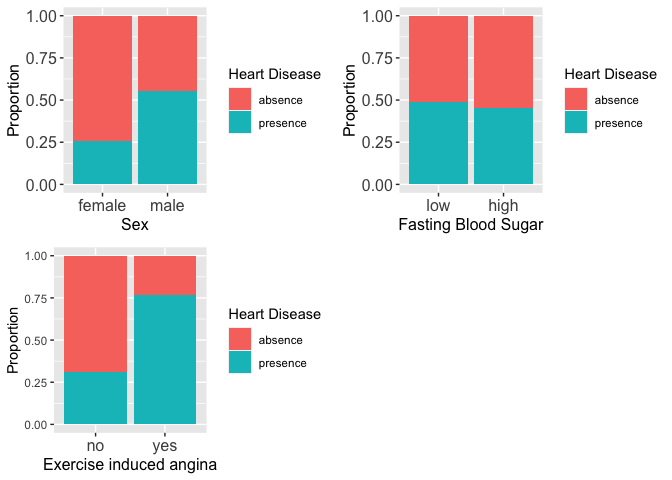 1.00
0.75
0.50
0.25
0.00
Proportion
female male
Sex
Heart Disease
absence
presence
1.00
0.75
0.50
0.25
0.00
Proportion
low high
Fasting Blood Sugar
Heart Disease
absence
presence
1.00
0.75
0.50
0.25
0.00
Proportion
no yes
Exercise induced angina
Heart Disease
absence
presence